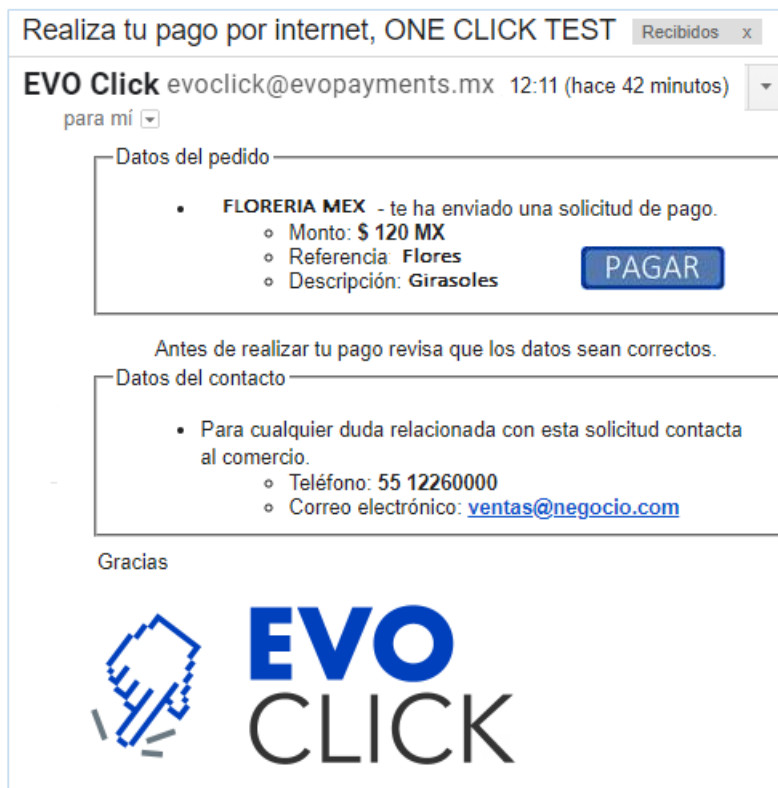 Realiza tu pago por internet, ONE CLICK TEST Recibidos x
EVO Click evoclick@evopayments.mx 12:11 (hace 42 minutos)
para mí
Datos del pedido
• FLORERIA MEX - te ha enviado una solicitud de pago.
◦ Monto: $ 120 MX
◦ Referencia: Flores
◦ Descripción: Girasoles
PAGAR
Antes de realizar tu pago revisa que los datos sean correctos.
Datos del contacto
• Para cualquier duda relacionada con esta solicitud contacta
al comercio.
◦ Teléfono: 55 12260000
◦ Correo electrónico: ventas@negocio.com
Gracias
EVO
CLICK